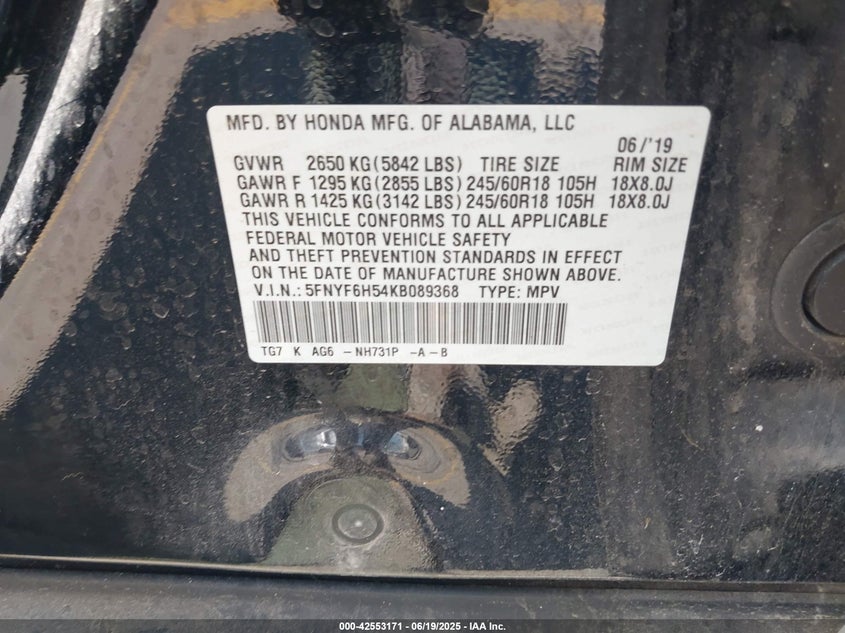 MFD. BY HONDA MFG. OF ALABAMA, LLC
06/'19
GVWR 2650 KG(5842 LBS) TIRE SIZE RIM SIZE
GAWR F 1295 KG(2855 LBS) 245/60R18 105H 18X8.0J
GAWR R 1425 KG(3142 LBS) 245/60R18 105H 18X8.0J
THIS VEHICLE CONFORMS TO ALL APPLICABLE
FEDERAL MOTOR VEHICLE SAFETY
AND THEFT PREVENTION STANDARDS IN EFFECT
ON THE DATE OF MANUFACTURE SHOWN ABOVE.
V.I.N.: 5FNYF6H54KB089368 TYPE: MPV
TG7 K AG6 -NH731P -A-B
000-42553171 - 06/19/2025 - IAA Inc.